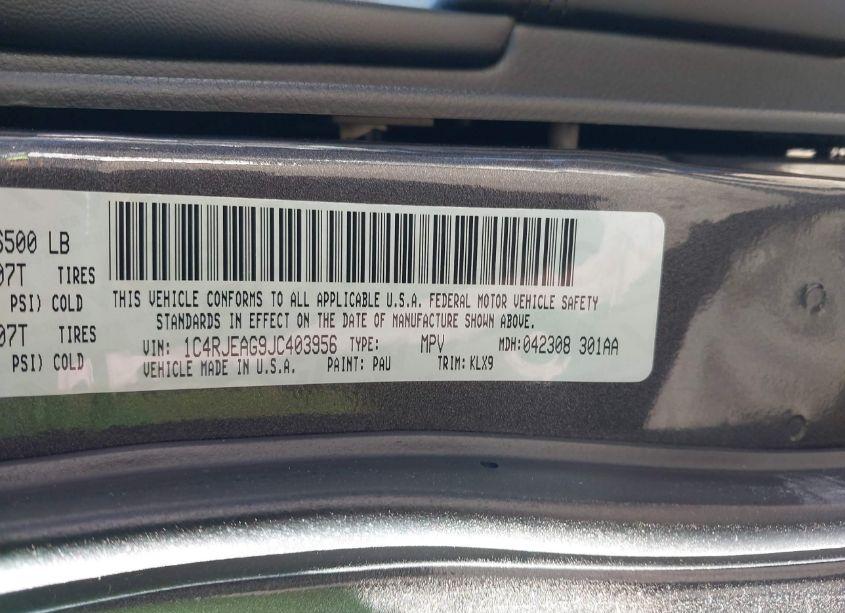 500 LB
07T TIRES
PSI) COLD
07T TIRES
PSI) COLD
THIS VEHICLE CONFORMS TO ALL APPLICABLE U.S.A. FEDERAL MOTOR VEHICLE SAFETY
STANDARDS IN EFFECT ON THE DATE OF MANUFACTURE SHOWN ABOVE.
VIN: 1C4RJEAG9JC403956 TYPE: MPV MDH: 042308 301AA
VEHICLE MADE IN U.S.A. PAINT: PAU TRIM: KLX9